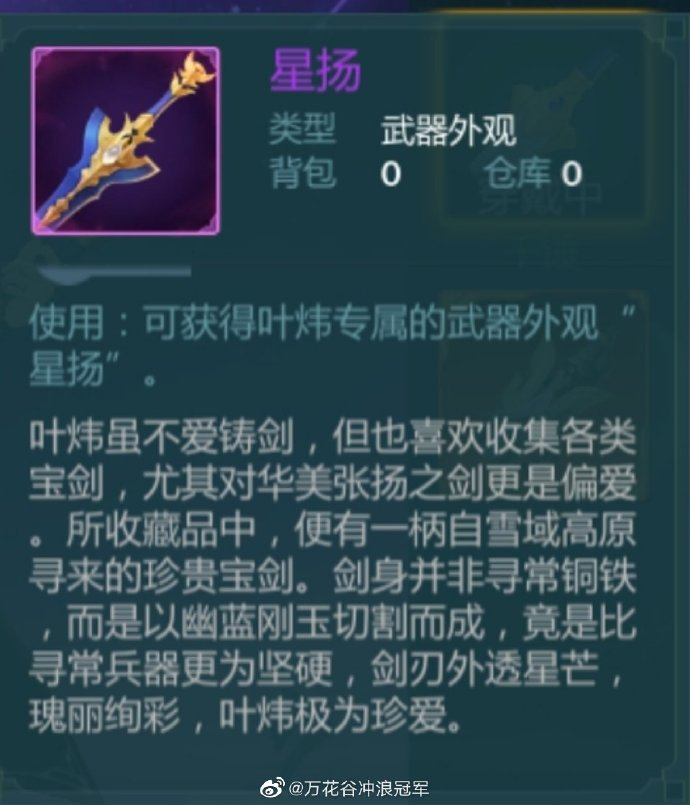 星扬
类型 武器外观
背包 0 仓库 0
使用：可获得叶炜专属的武器外观“
星扬”。
叶炜虽不爱铸剑，但也喜欢收集各类
宝剑，尤其对华美张扬之剑更是偏爱
。所收藏品中，便有一柄自雪域高原
寻来的珍贵宝剑。剑身并非寻常铜铁
，而是以幽蓝刚玉切割而成，竟是比
寻常兵器更为坚硬，剑刃外透星芒，
瑰丽绚彩，叶炜极为珍爱。
@万花谷冲浪冠军